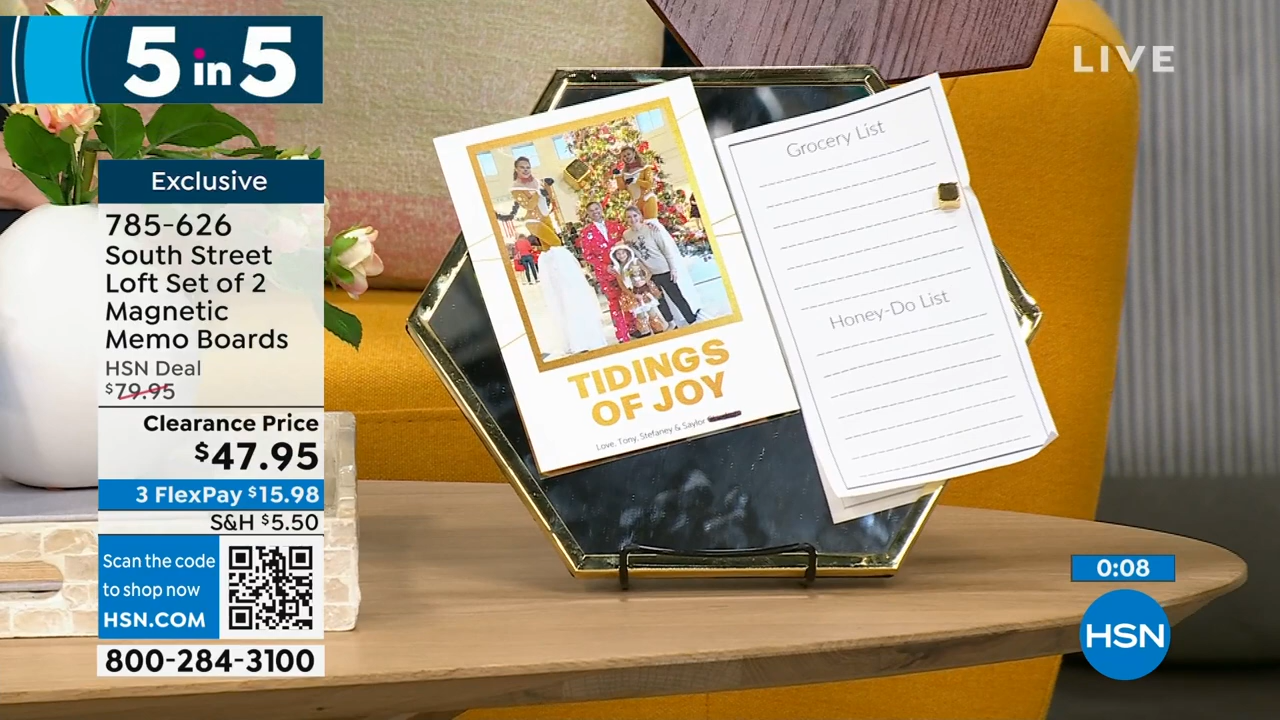 5 in 5
LIVE
Exclusive
785-626
South Street
Loft Set of 2
Magnetic
Memo Boards
HSN Deal
$79.95
Clearance Price
$47.95
3 FlexPay $15.98
S&H $5.50
Scan the code
to shop now
HSN.COM
800-284-3100
TIDINGS
OF JOY
Love, Tony, Stefaney & Saylor
Grocery List
Honey-Do List
0:08
HSN